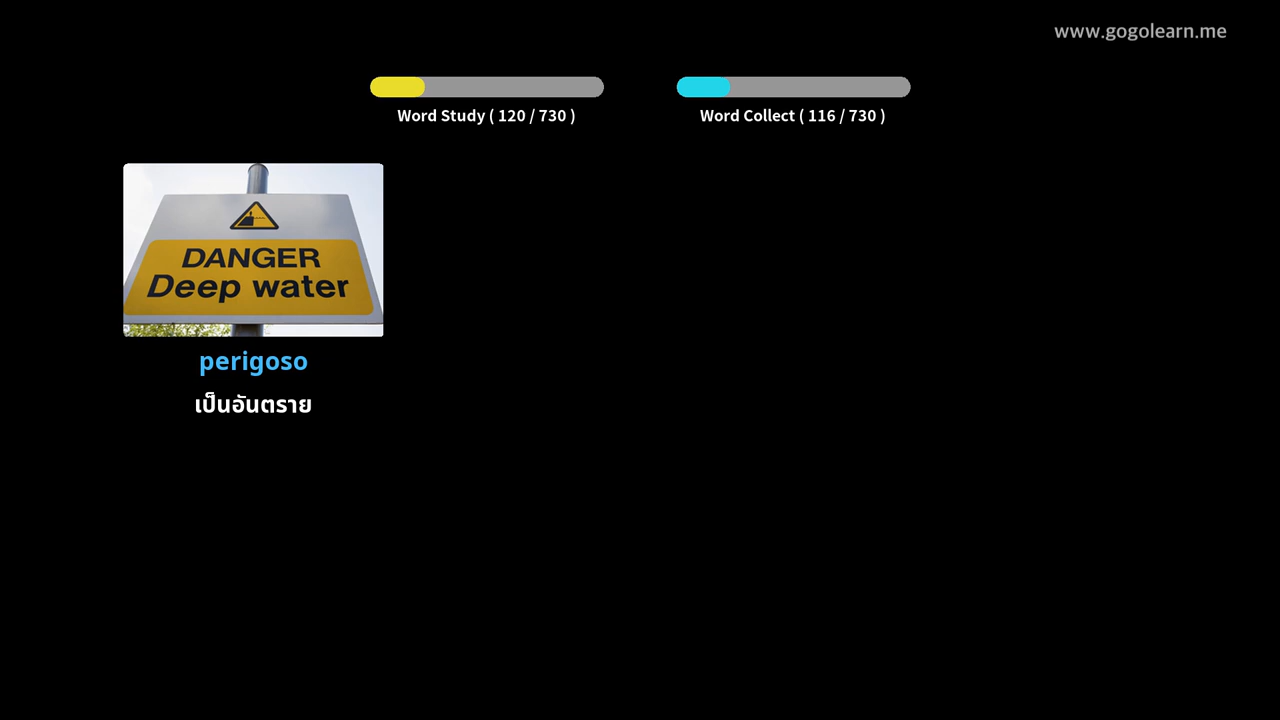 www.gogolearn.me
Word Study ( 120 / 730 )
Word Collect ( 116 / 730 )
DANGER
Deep water
perigoso
เป็นอันตราย